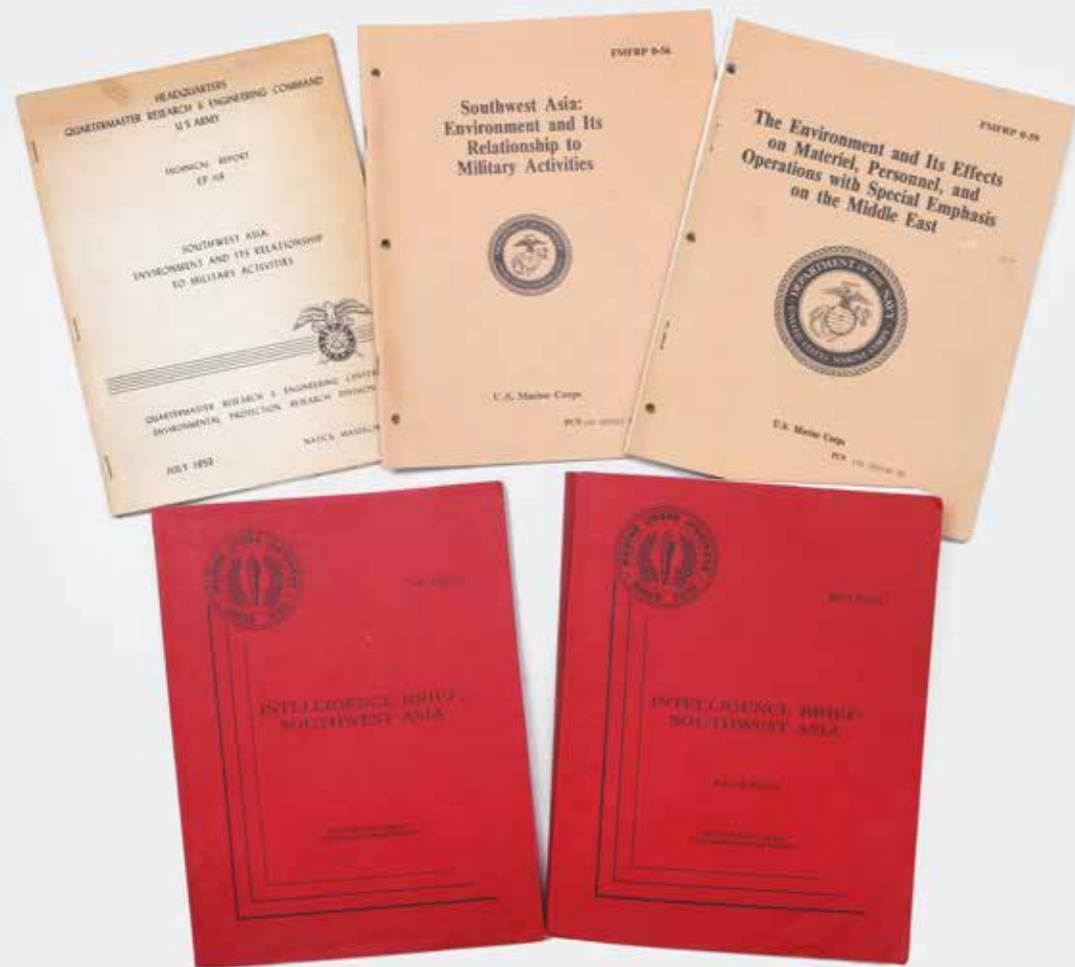 HEADQUARTERS
QUARTERMASTER RESEARCH & ENGINEERING COMMAND
U S ARMY
TECHNICAL REPORT
SOUTHWEST ASIA
ENVIRONMENT AND ITS RELATIONSHIP
TO MILITARY ACTIVITIES
QUARTERMASTER RESEARCH & ENGINEERING CENTER
ENVIRONMENTAL PROTECTION RESEARCH DIVISION
NATICK
JULY
FMFRP 0-56
Southwest Asia:
Environment and Its
Relationship to
Military Activities
U.S. Marine Corps
PCN
FMFRP 0-58
The Environment and Its Effects
on Materiel, Personnel, and
Operations with Special Emphasis
on the Middle East
DEPARTMENT OF THE NAVY
UNITED STATES MARINE CORPS
U.S. Marine Corps
PCN
INTELLIGENCE BRIEF:
SOUTHWEST ASIA
INTELLIGENCE BRIEF:
SOUTHWEST ASIA